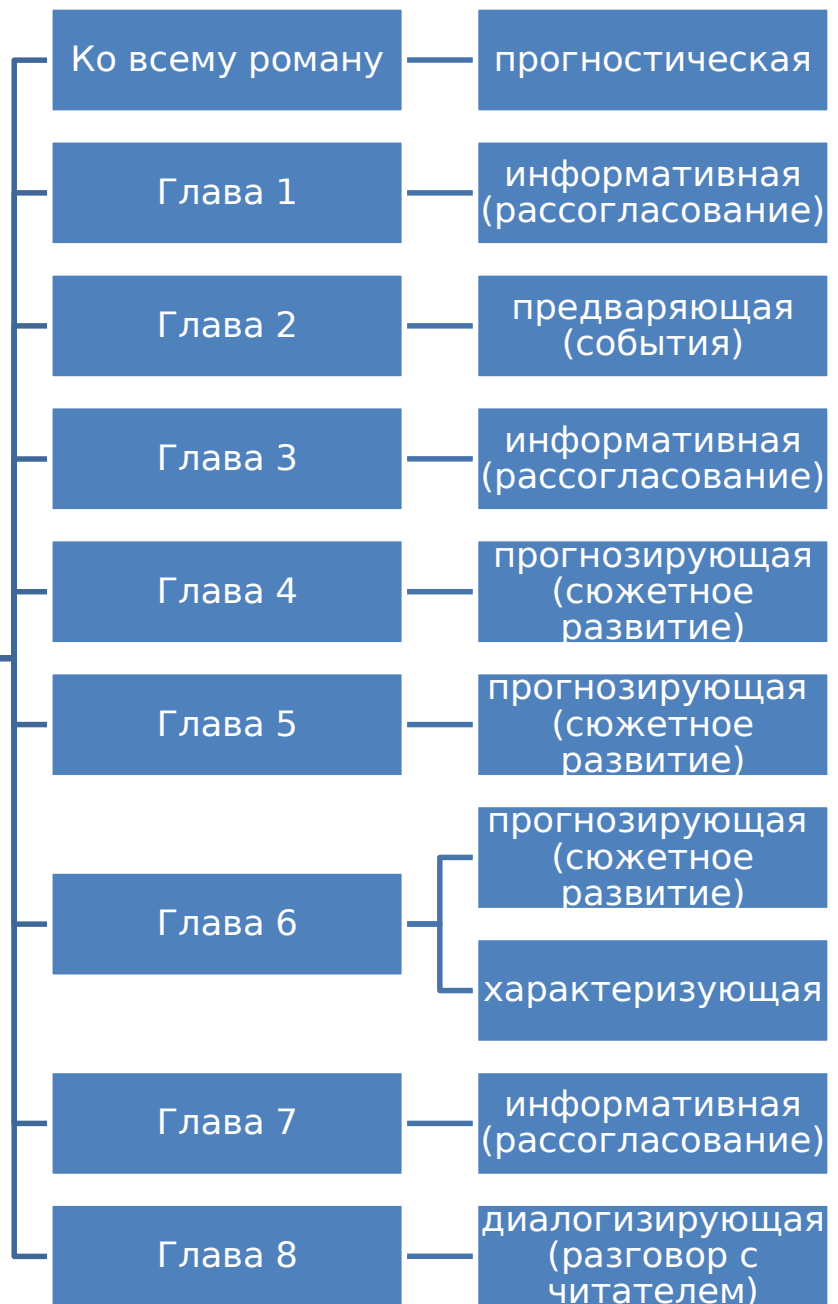 Ко всему роману
прогностическая
Глава 1
информативная
(рассогласование)
Глава 2
предваряющая
(события)
Глава 3
информативная
(рассогласование)
Глава 4
прогнозирующая
(сюжетное
развитие)
Глава 5
прогнозирующая
(сюжетное
развитие)
Глава 6
прогнозирующая
(сюжетное
развитие)
характеризующая
Глава 7
информативная
(рассогласование)
Глава 8
диалогизирующая
(разговор с
читателем)